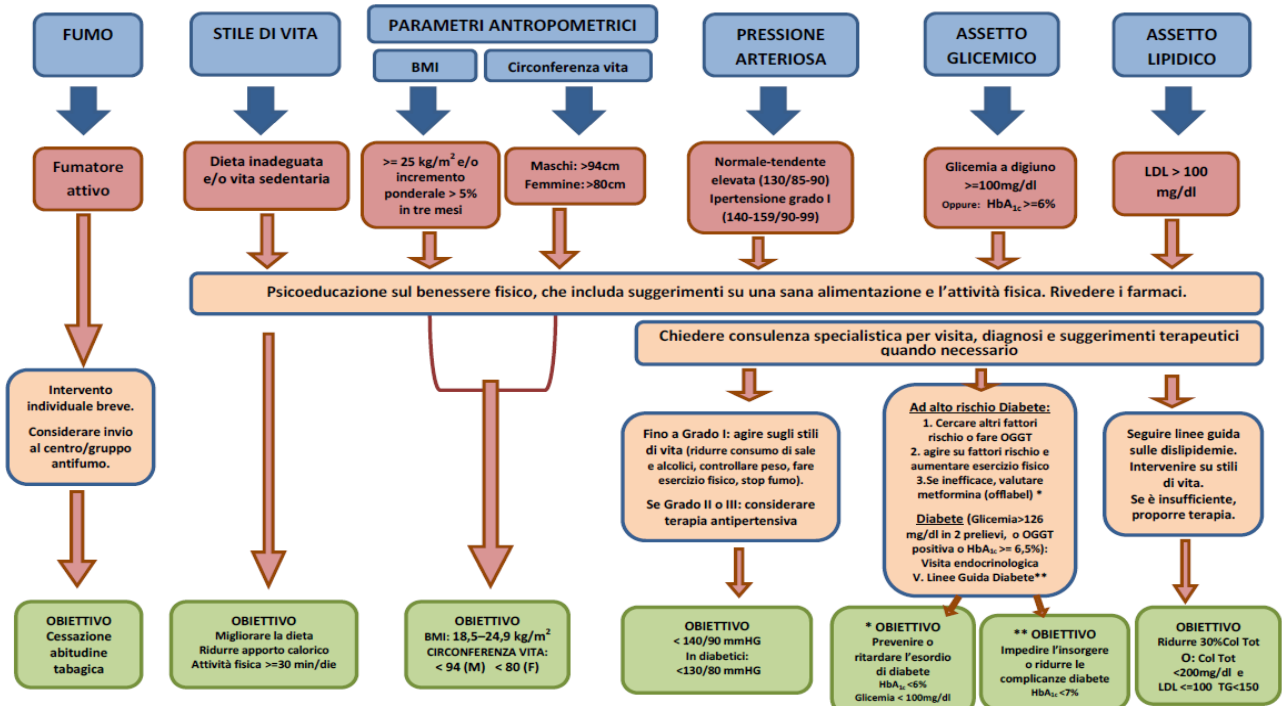 FUMO
STILE DI VITA
PARAMETRI ANTROPOMETRICI
BMI
Circonferenza vita
PRESSIONE
ARTERIOSA
ASSETTO
GLICEMICO
ASSETTO
LIPIDICO
Fumatore
attivo
Dieta inadeguata
e/o vita sedentaria
>= 25 kg/m² e/o
incremento
ponderale > 5%
in tre mesi
Maschi: >94cm
Femmine: >80cm
Normale-tendente
elevata (130/85-90)
Ipertensione grado I
(140-159/90-99)
Glicemia a digiuno
>=100mg/dl
Oppure: HbA1c >=6%
LDL > 100
mg/dl
Psicoeducazione sul benessere fisico, che includa suggerimenti su una sana alimentazione e l'attività fisica. Rivedere i farmaci.
Chiedere consulenza specialistica per visita, diagnosi e suggerimenti terapeutici
quando necessario
Intervento
individuale breve.
Considerare invio
al centro/gruppo
antifumo.
Fino a Grado I: agire sugli stili
di vita (ridurre consumo di sale
e alcolici, controllare peso, fare
esercizio fisico, stop fumo).
Se Grado II o III: considerare
terapia antipertensiva
Ad alto rischio Diabete:
1. Cercare altri fattori
rischio o fare OGGT
2. agire su fattori rischio e
aumentare esercizio fisico
3.Se inefficace, valutare
metformina (offlabel) *
Diabete (Glicemia>126
mg/dl in 2 prelievi, o OGGT
positiva o HbA1c >= 6,5%):
Visita endocrinologica
V. Linee Guida Diabete**
Seguire linee guida
sulle dislipidemie.
Intervenire su stili
di vita.
Se è insufficiente,
proporre terapia.
OBIETTIVO
Cessazione
abitudine
tabagica
OBIETTIVO
Migliorare la dieta
Ridurre apporto calorico
Attività fisica >=30 min/die
OBIETTIVO
BMI: 18,5–24,9 kg/m²
CIRCONFERENZA VITA:
< 94 (M) < 80 (F)
OBIETTIVO
< 140/90 mmHG
In diabetici:
<130/80 mmHG
* OBIETTIVO
Prevenire o
ritardare l'esordio
di diabete
HbA1c <6%
Glicemia < 100mg/dl
** OBIETTIVO
Impedire l'insorgere
o ridurre le
complicanze diabete
HbA1c <7%
OBIETTIVO
Ridurre 30%Col Tot
O: Col Tot
<200mg/dl e
LDL <=100 TG<150